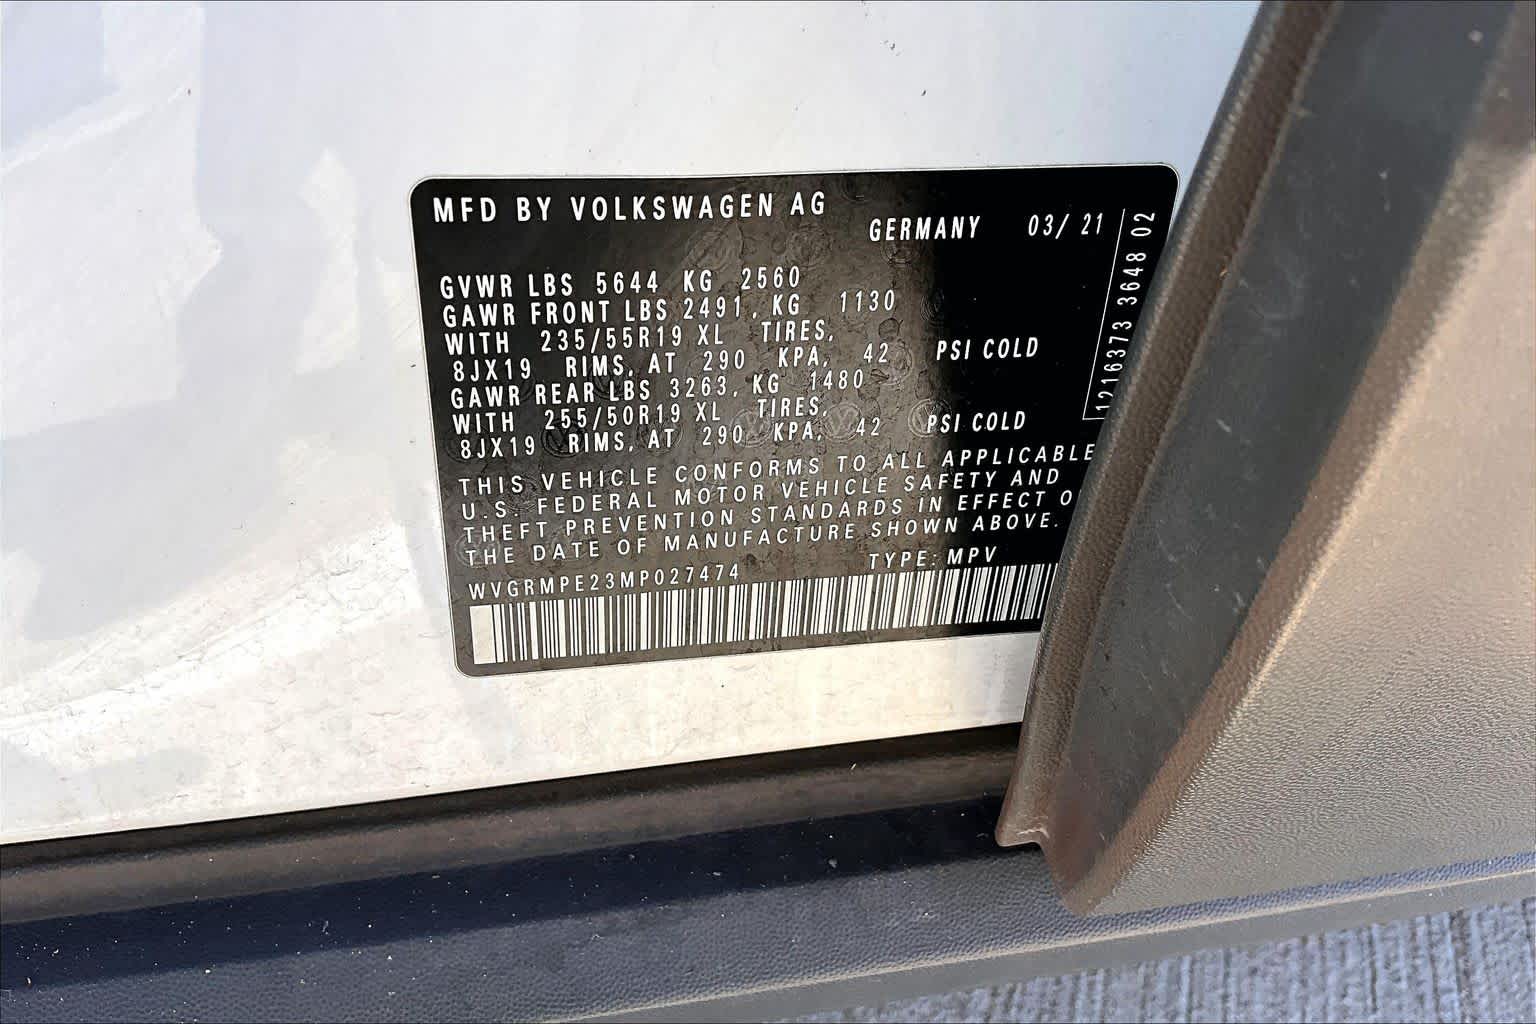 MFD BY VOLKSWAGEN AG
GERMANY 03/ 21
GVWR LBS 5644 KG 2560
GAWR FRONT LBS 2491, KG 1130
WITH 235/55R19 XL TIRES,
8JX19 RIMS, AT 290 KPA, 42 PSI COLD
GAWR REAR LBS 3263, KG 1480
WITH 255/50R19 XL TIRES,
8JX19 RIMS, AT 290 KPA, 42 PSI COLD
THIS VEHICLE CONFORMS TO ALL APPLICABLE
U.S. FEDERAL MOTOR VEHICLE SAFETY AND
THEFT PREVENTION STANDARDS IN EFFECT O
THE DATE OF MANUFACTURE SHOWN ABOVE.
WVGRMPE23MP027474 TYPE: MPV
1216373 3648 02